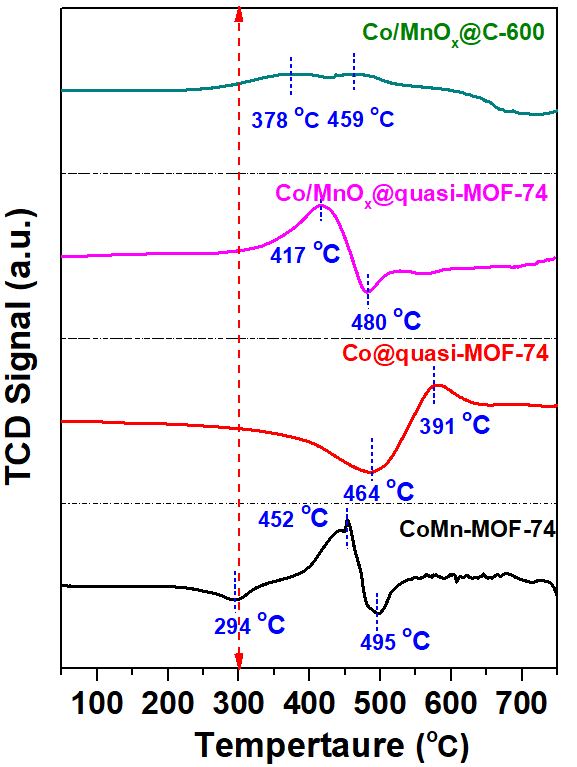 Co/MnOx@C-600
378 °C 459 °C
Co/MnOx@quasi-MOF-74
417 °C
480 °C
Co@quasi-MOF-74
391 °C
464 °C
452 °C
CoMn-MOF-74
294 °C
495 °C
100 200 300 400 500 600 700
Tempertaure (°C)
TCD Signal (a.u.)